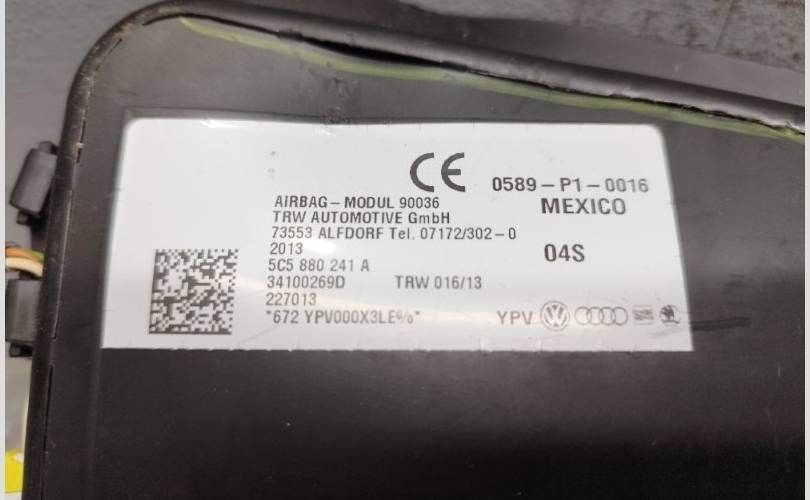 CE 0589-P1-0016
AIRBAG-MODUL 90036
MEXICO
TRW AUTOMOTIVE GmbH
73553 ALFDORF Tel. 07172/302-0
2013
04S
5C5 880 241 A
34100269D TRW 016/13
227013
*672 YPV000X3LE%*
YPV